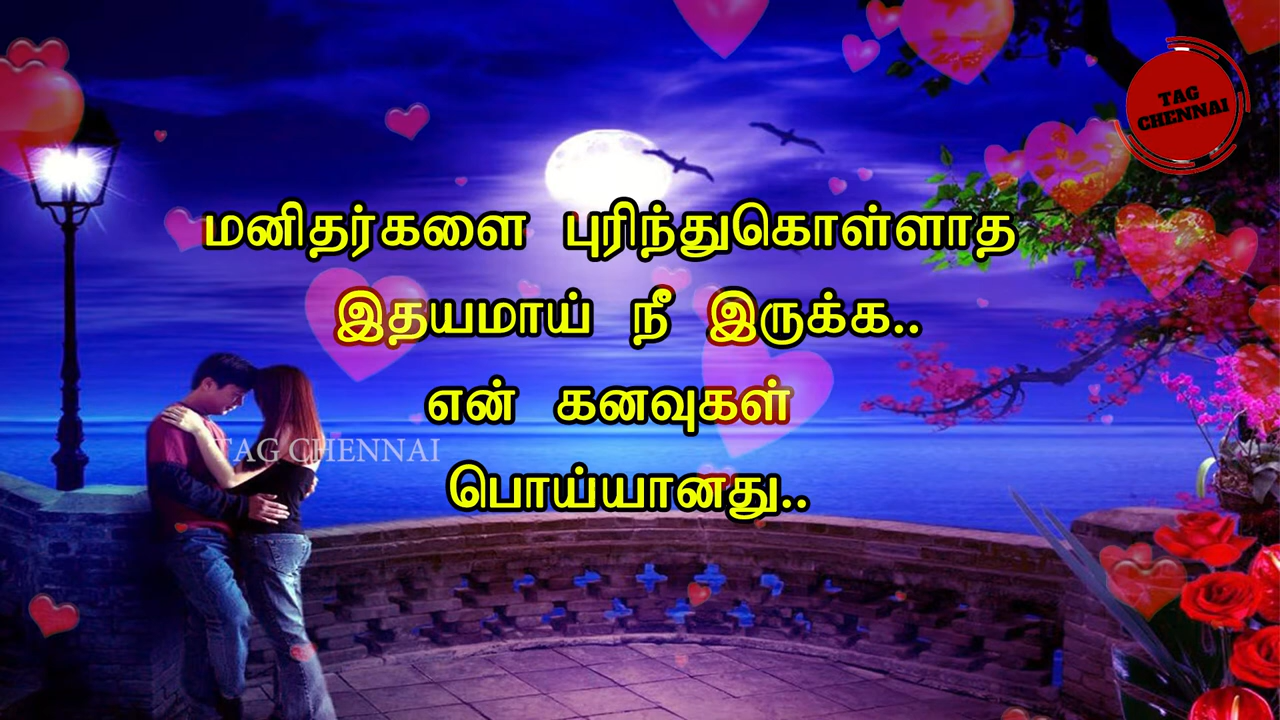 TAG
CHENNAI
மனிதர்களை புரிந்துகொள்ளாத
இதயமாய் நீ இருக்க..
என் கனவுகள்
TAG CHENNAI
பொய்யானது..